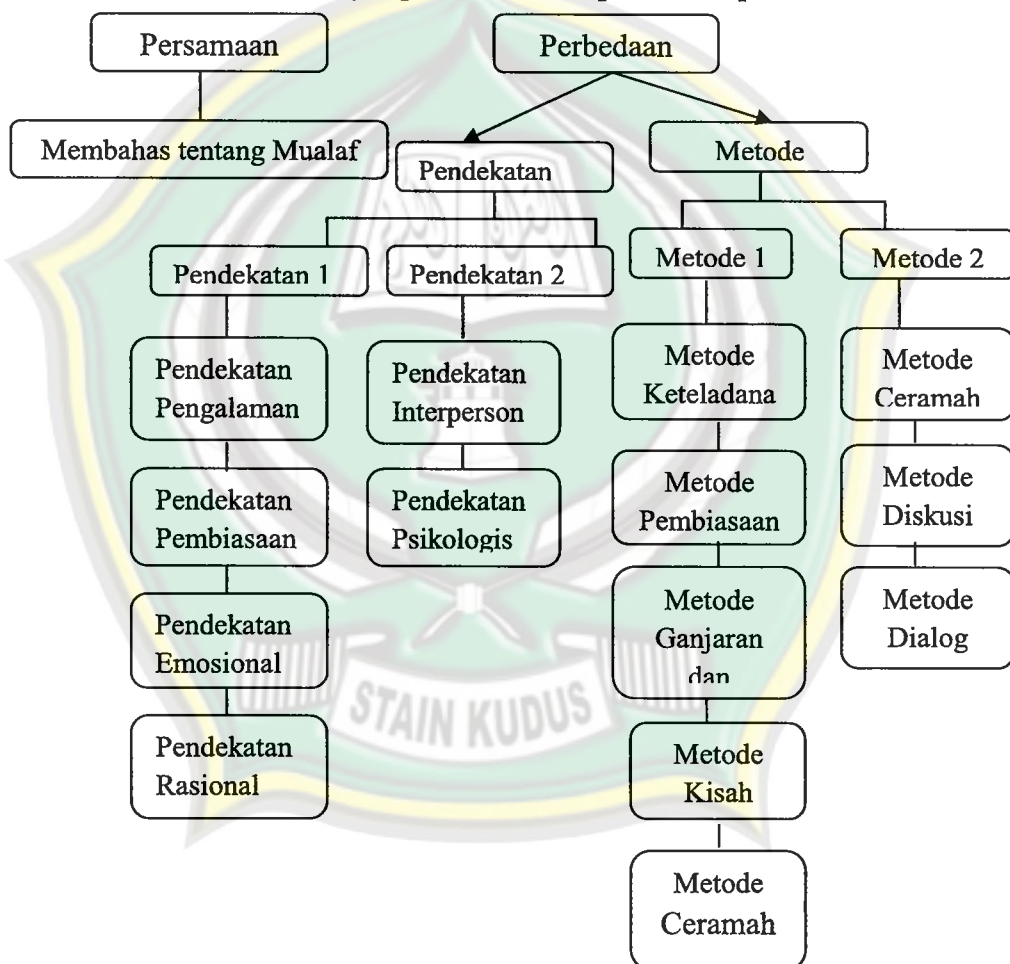 Persamaan
Perbedaan
Membahas tentang Mualaf
Pendekatan
Metode
Pendekatan 1
Pendekatan 2
Metode 1
Metode 2
Pendekatan
Pengalaman
Pendekatan
Pembiasaan
Pendekatan
Emosional
Pendekatan
Rasional
Pendekatan
Interperson
Pendekatan
Psikologis
Metode
Keteladana
Metode
Pembiasaan
Metode
Ganjaran
dan
Metode
Kisah
Metode
Ceramah
Metode
Ceramah
Metode
Diskusi
Metode
Dialog
STAIN KUDUS